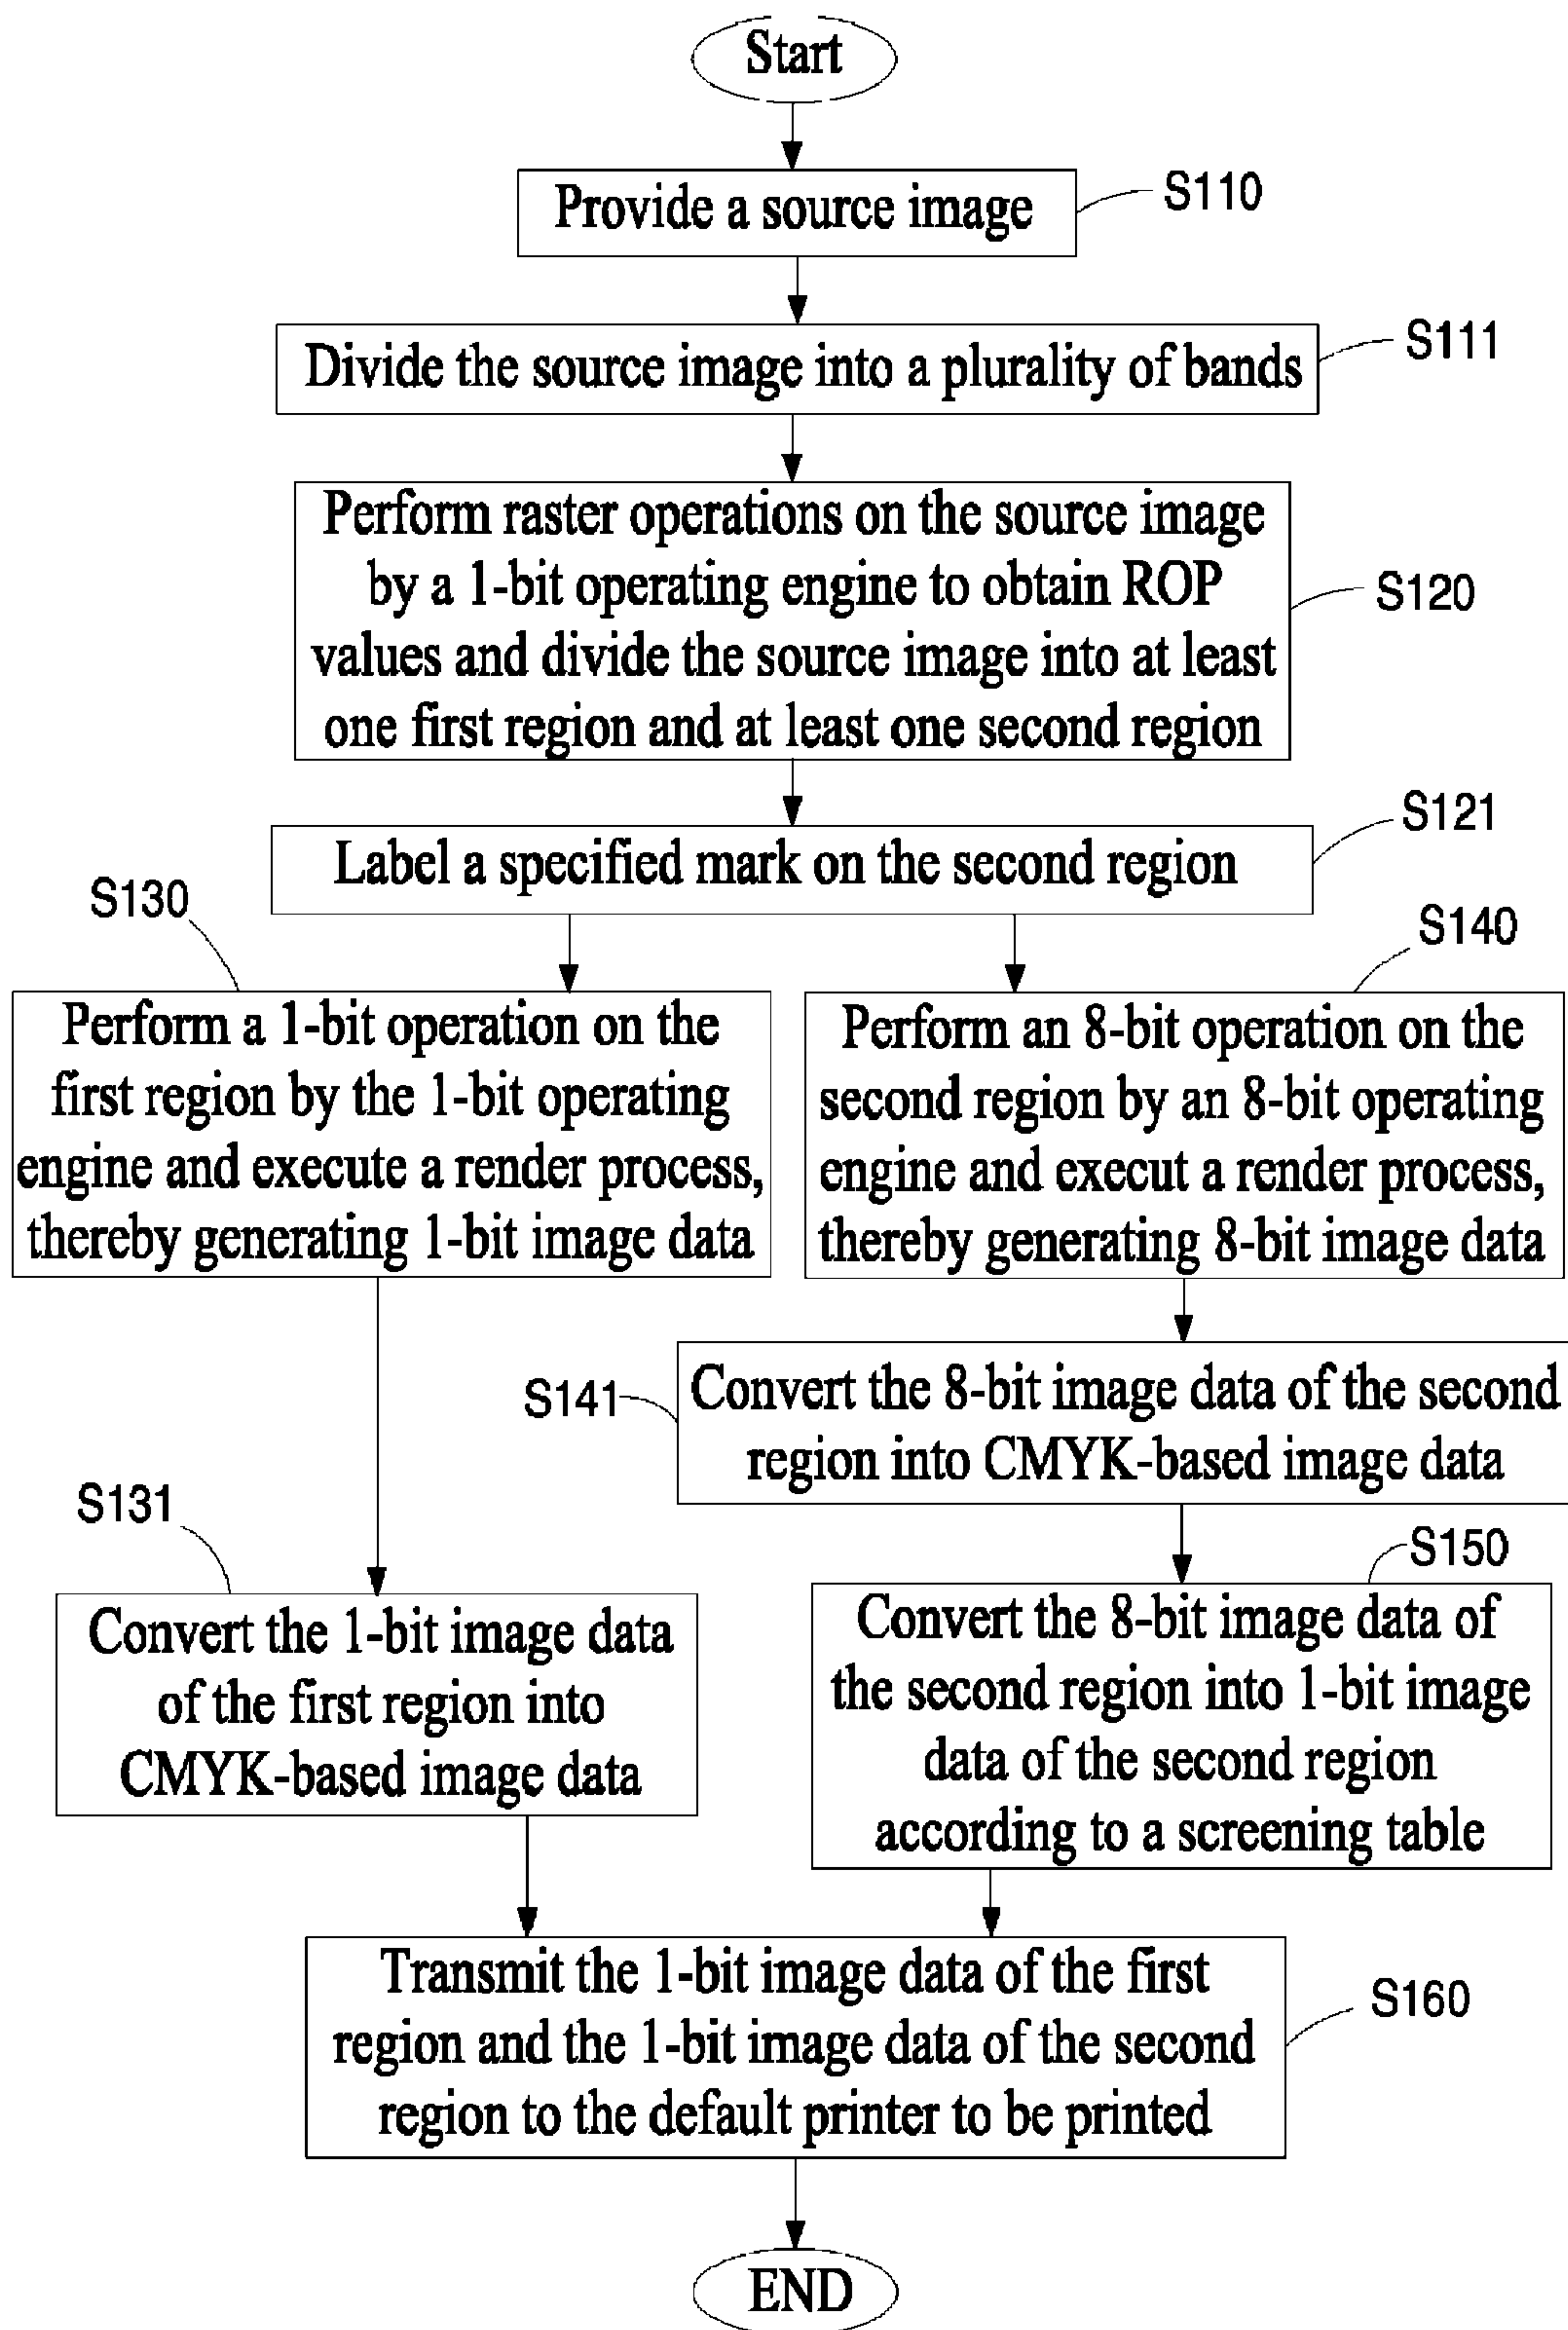 Start
Provide a source image
S110
Divide the source image into a plurality of bands
S111
Perform raster operations on the source image
by a 1-bit operating engine to obtain ROP
values and divide the source image into at least
one first region and at least one second region
S120
Label a specified mark on the second region
S121
S130
Perform a 1-bit operation on the
first region by the 1-bit operating
engine and execute a render process,
thereby generating 1-bit image data
S140
Perform an 8-bit operation on the
second region by an 8-bit operating
engine and execut a render process,
thereby generating 8-bit image data
S141
Convert the 8-bit image data of the second
region into CMYK-based image data
S131
Convert the 1-bit image data
of the first region into
CMYK-based image data
S150
Convert the 8-bit image data of
the second region into 1-bit image
data of the second region
according to a screening table
Transmit the 1-bit image data of the first
region and the 1-bit image data of the second
region to the default printer to be printed
S160
END